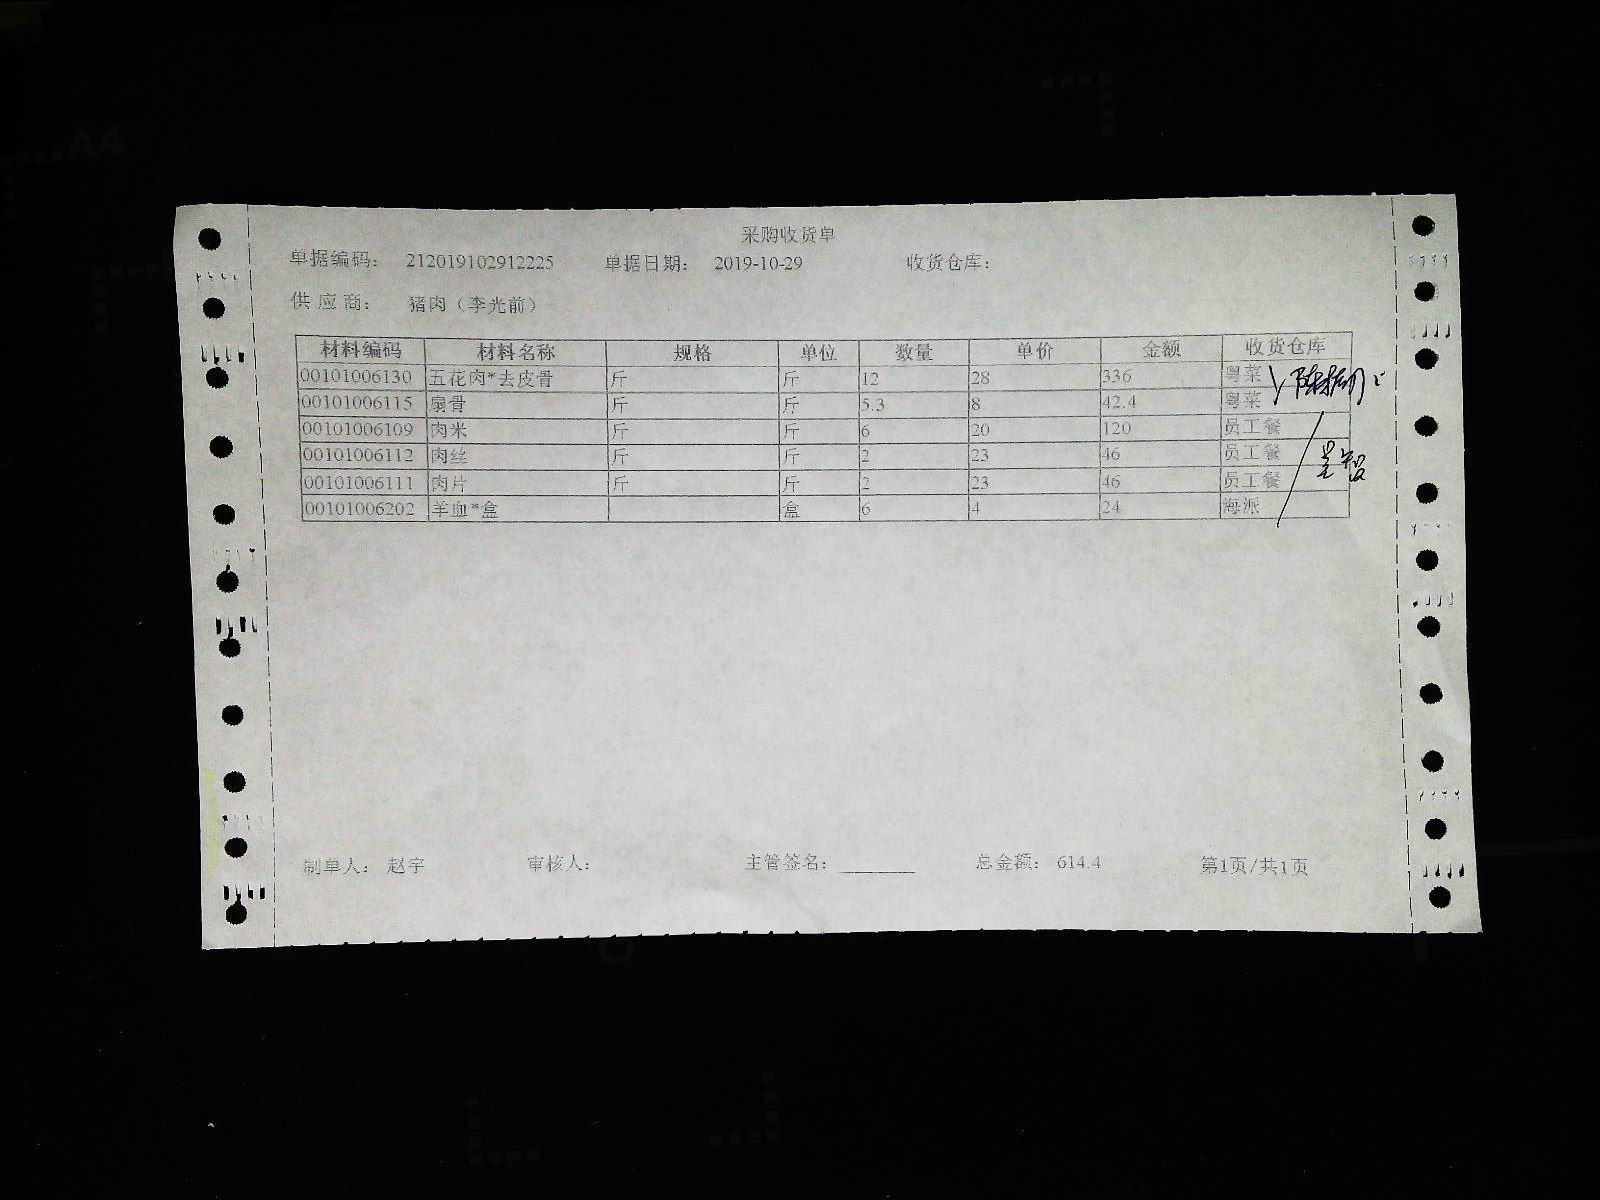 采购收货单
单据编码: 212019102912225 单据日期: 2019-10-29 收货仓库:
供应商: 猪肉（李光前）
材料编码 材料名称 规格 单位 数量 单价 金额 收货仓库
00101006130 五花肉*去皮骨 斤 斤 12 28 336 粤菜
00101006115 扇骨 斤 斤 5.3 8 42.4 粤菜
00101006109 肉米 斤 斤 6 20 120 员工餐
00101006112 肉丝 斤 斤 2 23 46 员工餐
00101006111 肉片 斤 斤 2 23 46 员工餐
00101006202 羊血*盒 盒 6 4 24 海派
制单人: 赵宇 审核人: 主管签名: 总金额: 614.4 第1页/共1页